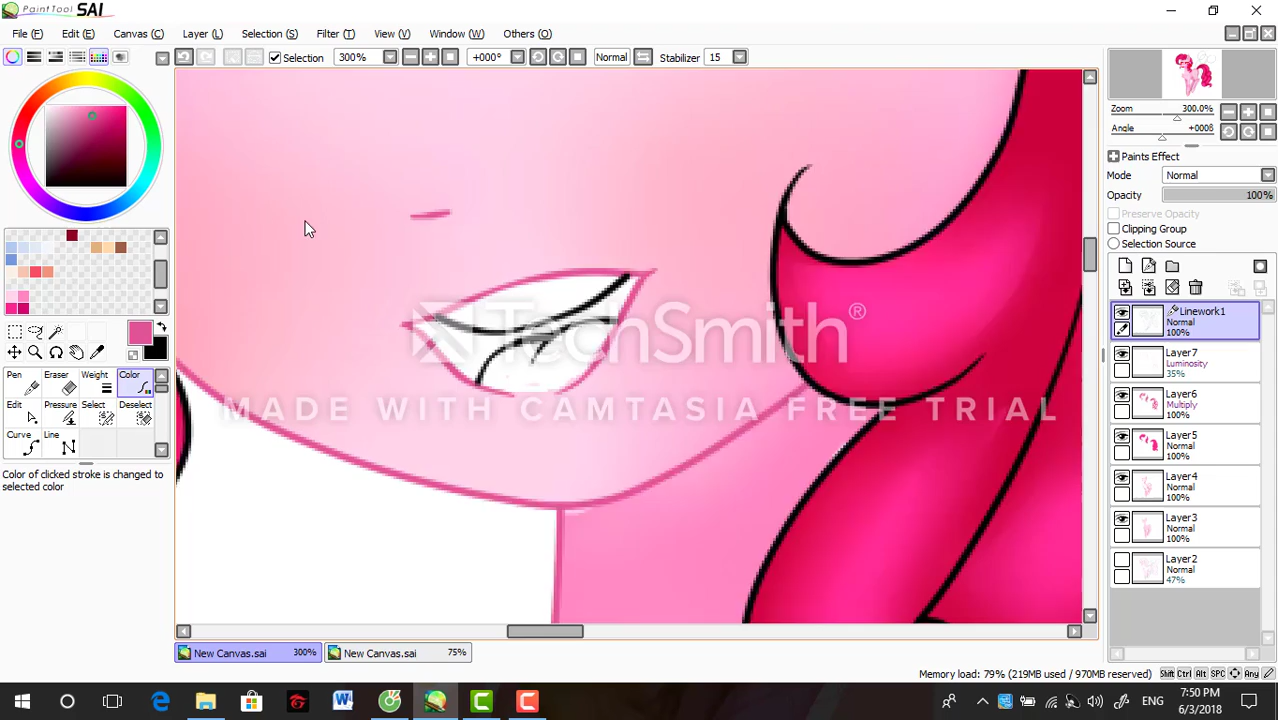 PaintTool SAI
File (F) Edit (E) Canvas (C) Layer (L) Selection (S) Filter (T) View (V) Window (W) Others (O)
Selection 300% +000° Normal Stabilizer 15
Zoom 300.0%
Angle +000ß
Paints Effect
Mode Normal
Opacity 100%
Preserve Opacity
Clipping Group
Selection Source
Linework1
Normal
100%
Layer7
Luminosity
35%
Layer6
Multiply
100%
Layer5
Normal
100%
Layer4
Normal
100%
Layer3
Normal
100%
Layer2
Normal
47%
Pen Eraser Weight Color
Edit Pressure Select Deselect
Curve Line
Color of clicked stroke is changed to
selected color
TechSmith®
MADE WITH CAMTASIA FREE TRIAL
New Canvas.sai 300% New Canvas.sai 75%
Memory load: 79% (219MB used / 970MB reserved) Shift Ctrl Alt SPC Any
ENG
7:50 PM
6/3/2018